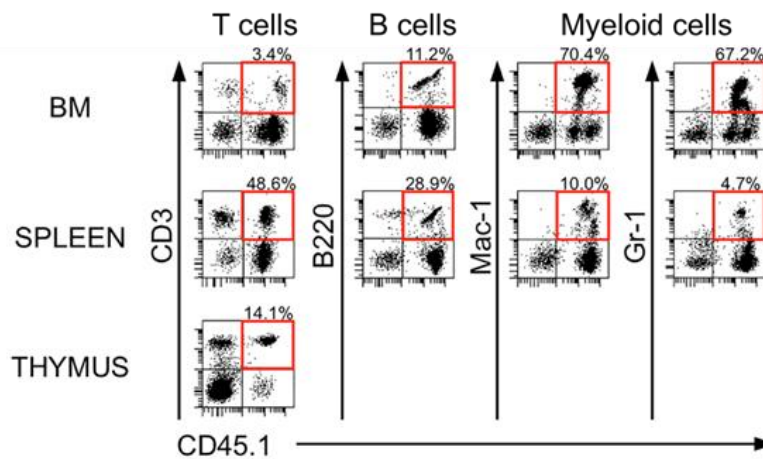 T cells B cells Myeloid cells
3.4% 11.2% 70.4% 67.2%
BM
48.6% 28.9% 10.0% 4.7%
SPLEEN
CD3 B220 Mac-1 Gr-1
14.1%
THYMUS
CD45.1